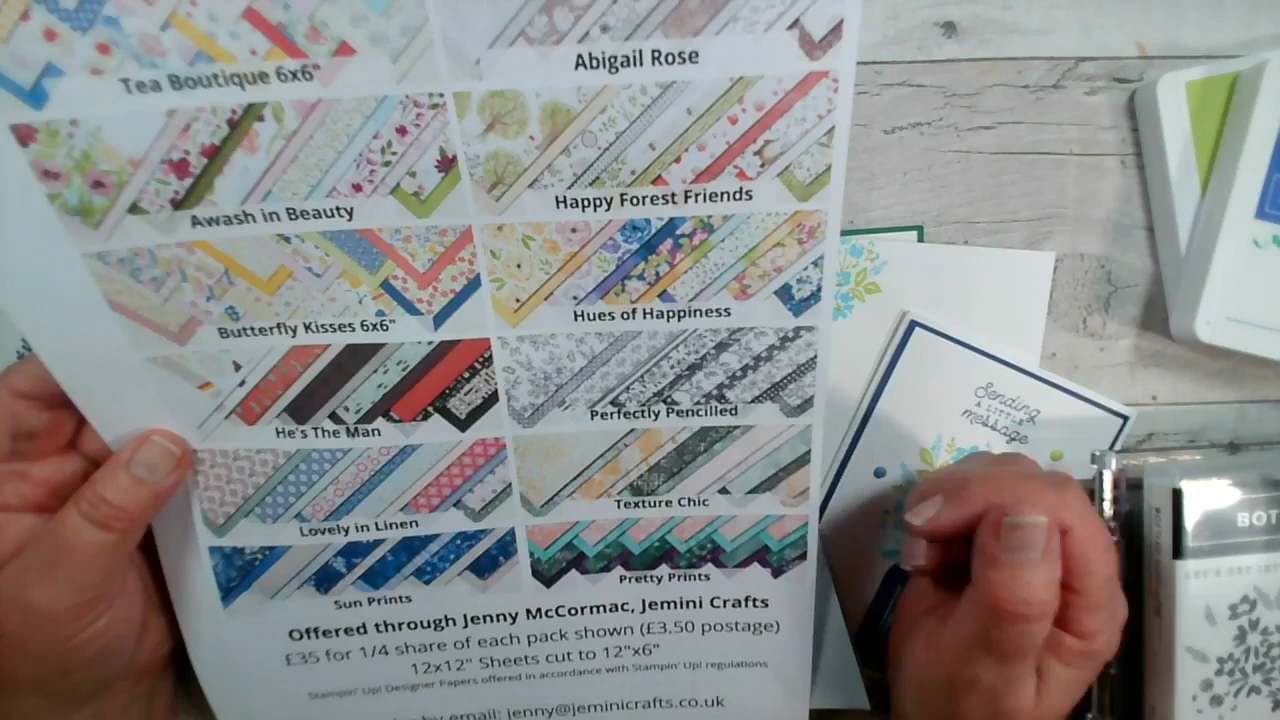 Tea Boutique 6x6"
Abigail Rose
Awash in Beauty
Happy Forest Friends
Butterfly Kisses 6x6"
Hues of Happiness
He's The Man
Perfectly Pencilled
Lovely in Linen
Texture Chic
Sun Prints
Pretty Prints
Offered through Jenny McCormac, Jemini Crafts
£35 for 1/4 share of each pack shown (£3.50 postage)
12x12" Sheets cut to 12"x6"
Stampin' Up! Designer Papers offered in accordance with Stampin' Up! regulations
by email: jenny@jeminicrafts.co.uk
Sending
A LITTLE
message
BOT